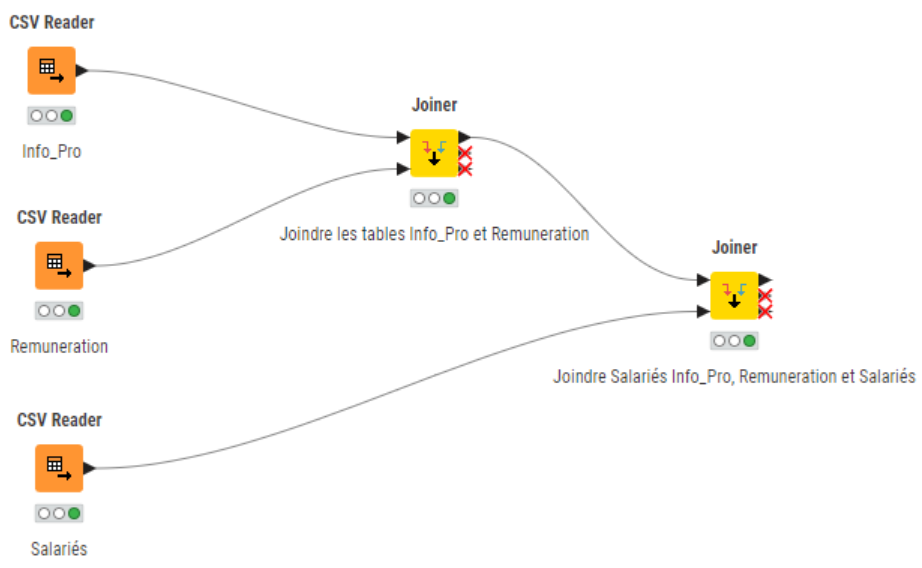 CSV Reader
Info_Pro
Joiner
CSV Reader
Joindre les tables Info_Pro et Remuneration
Joiner
Remuneration
Joindre Salariés Info_Pro, Remuneration et Salariés
CSV Reader
Salariés